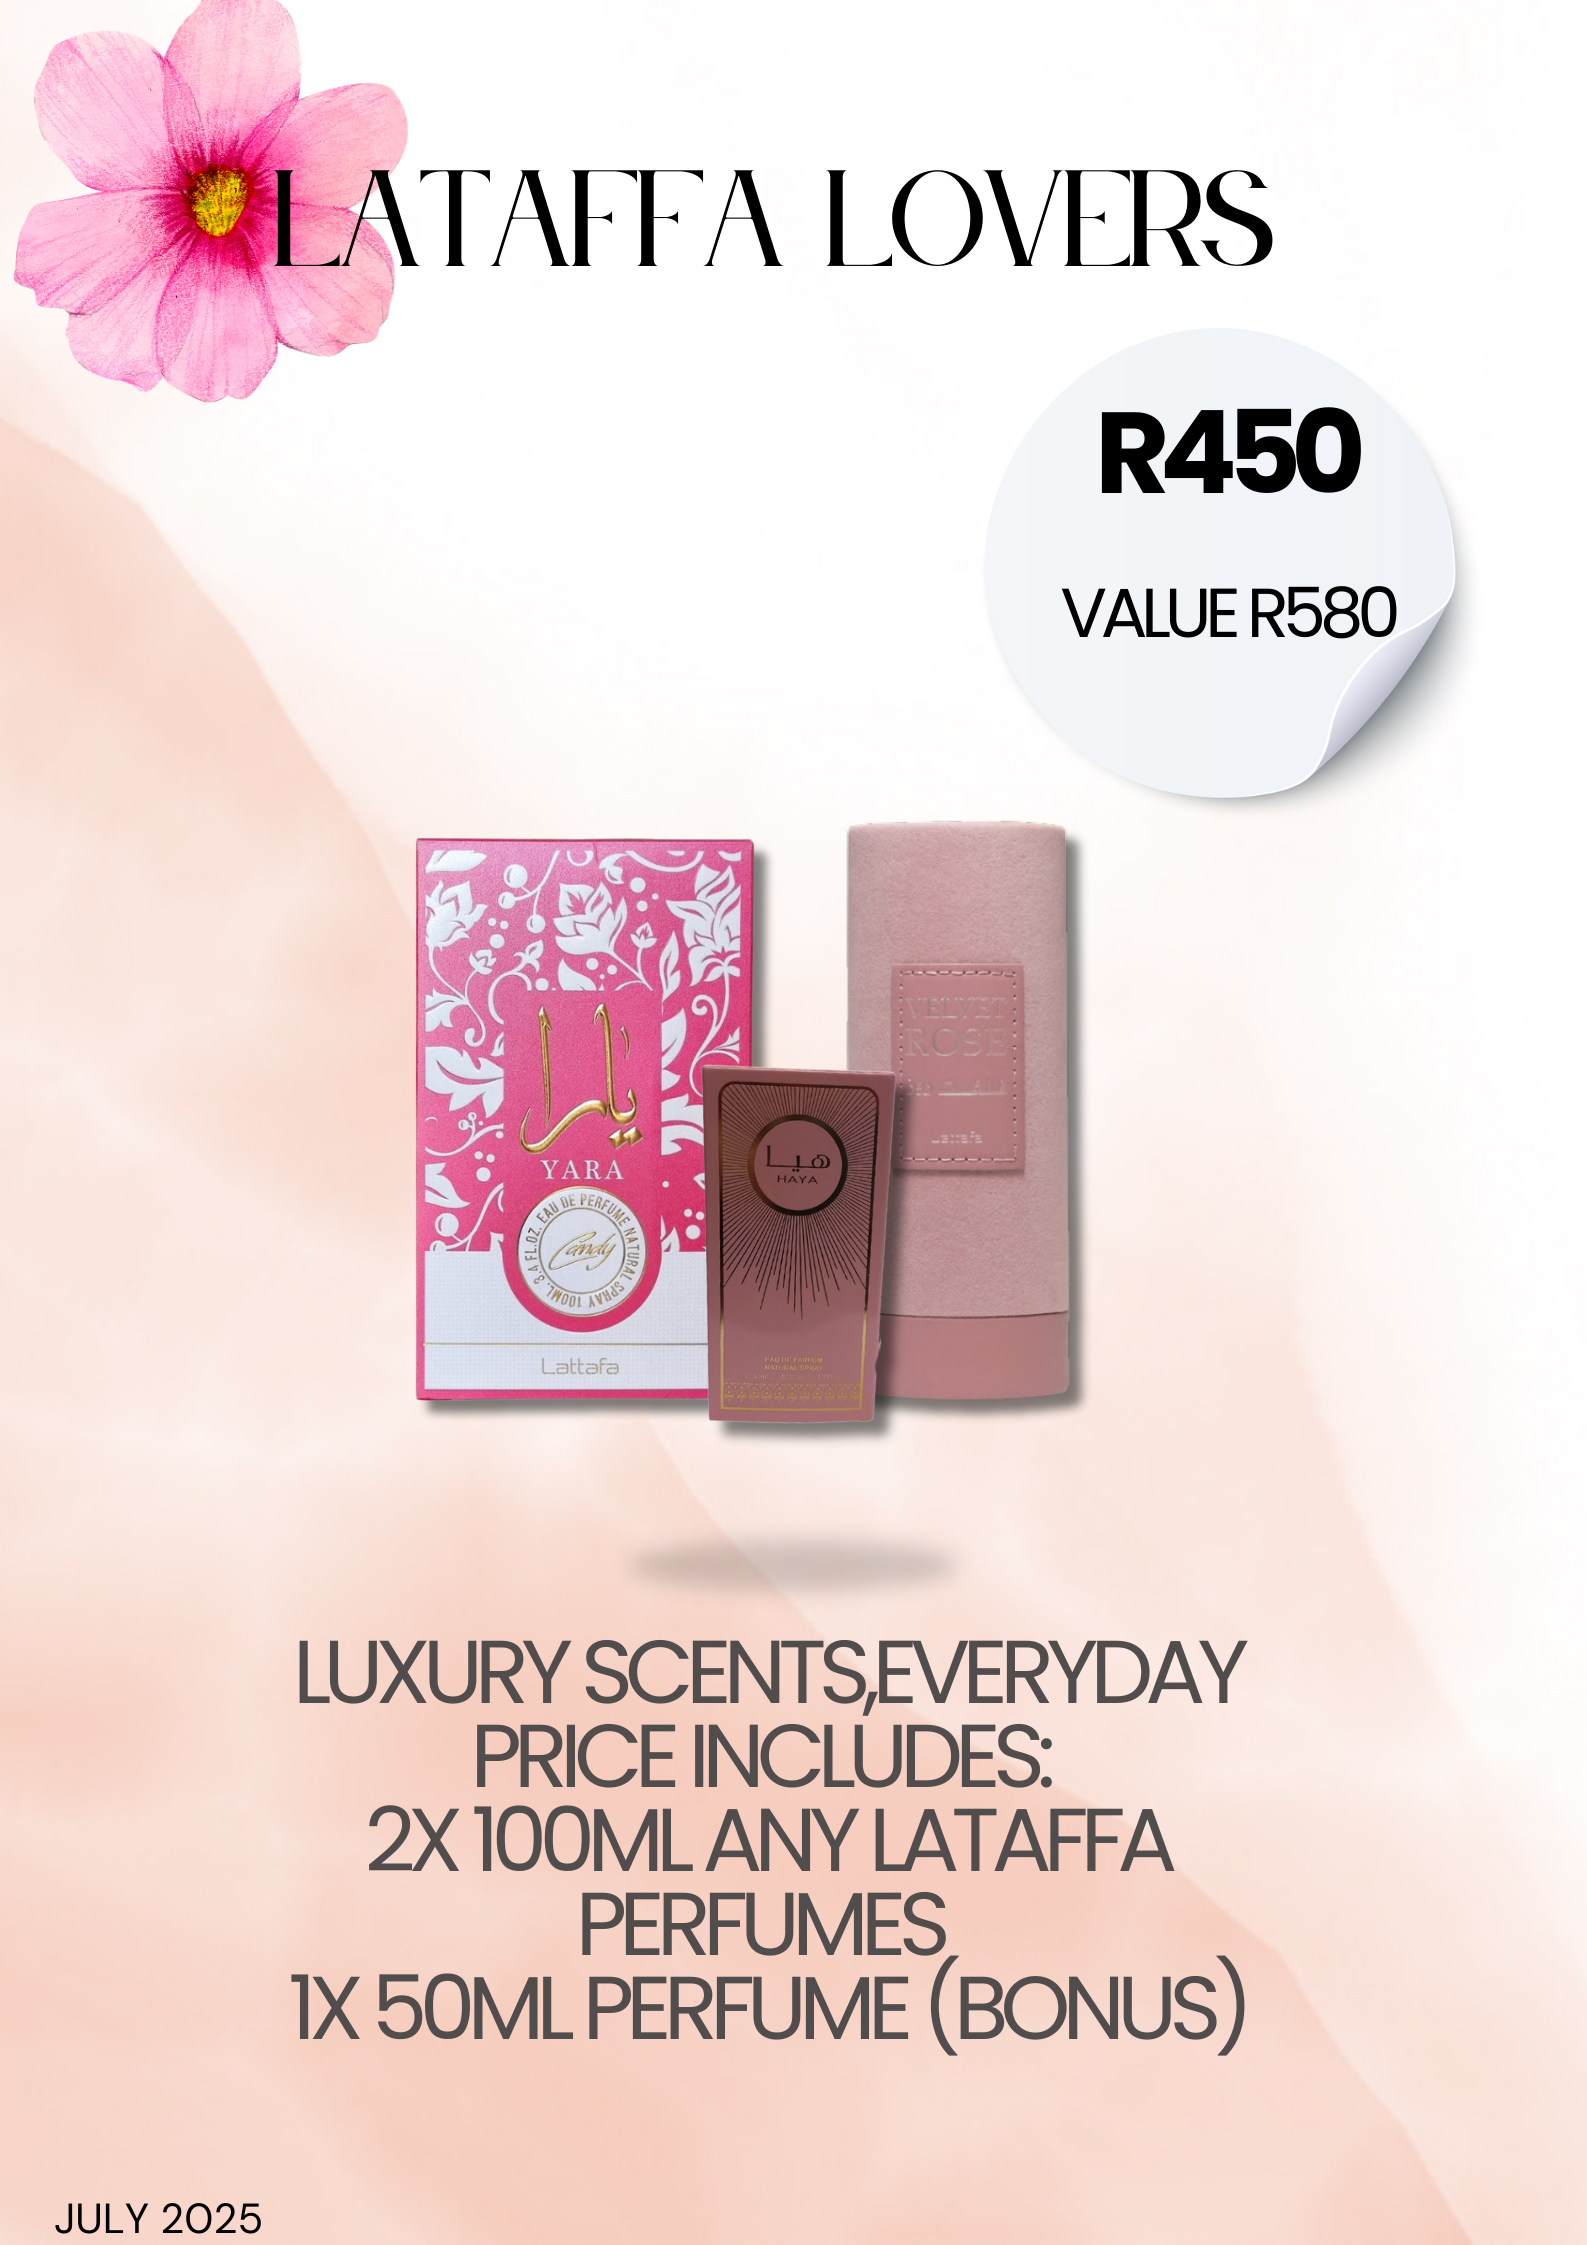 LATAFFA LOVERS
R450
VALUE R580
يارا
YARA
3.4 FL.OZ. EAU DE PERFUME NATURAL SPRAY 100ML.
Candy
Lattafa
هيا
HAYA
EAU DE PARFUM
NATURAL SPRAY
VELVET
ROSE
Lattafa
LUXURY SCENTS,EVERYDAY
PRICE INCLUDES:
2X 100ML ANY LATAFFA
PERFUMES
1X 50ML PERFUME (BONUS)
JULY 2025